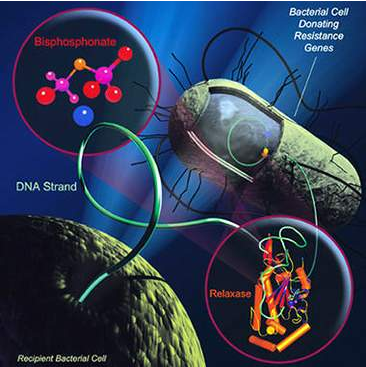 Bacterial Cell
Donating
Resistance
Genes
Bisphosphonate
DNA Strand
Relaxase
Recipient Bacterial Cell